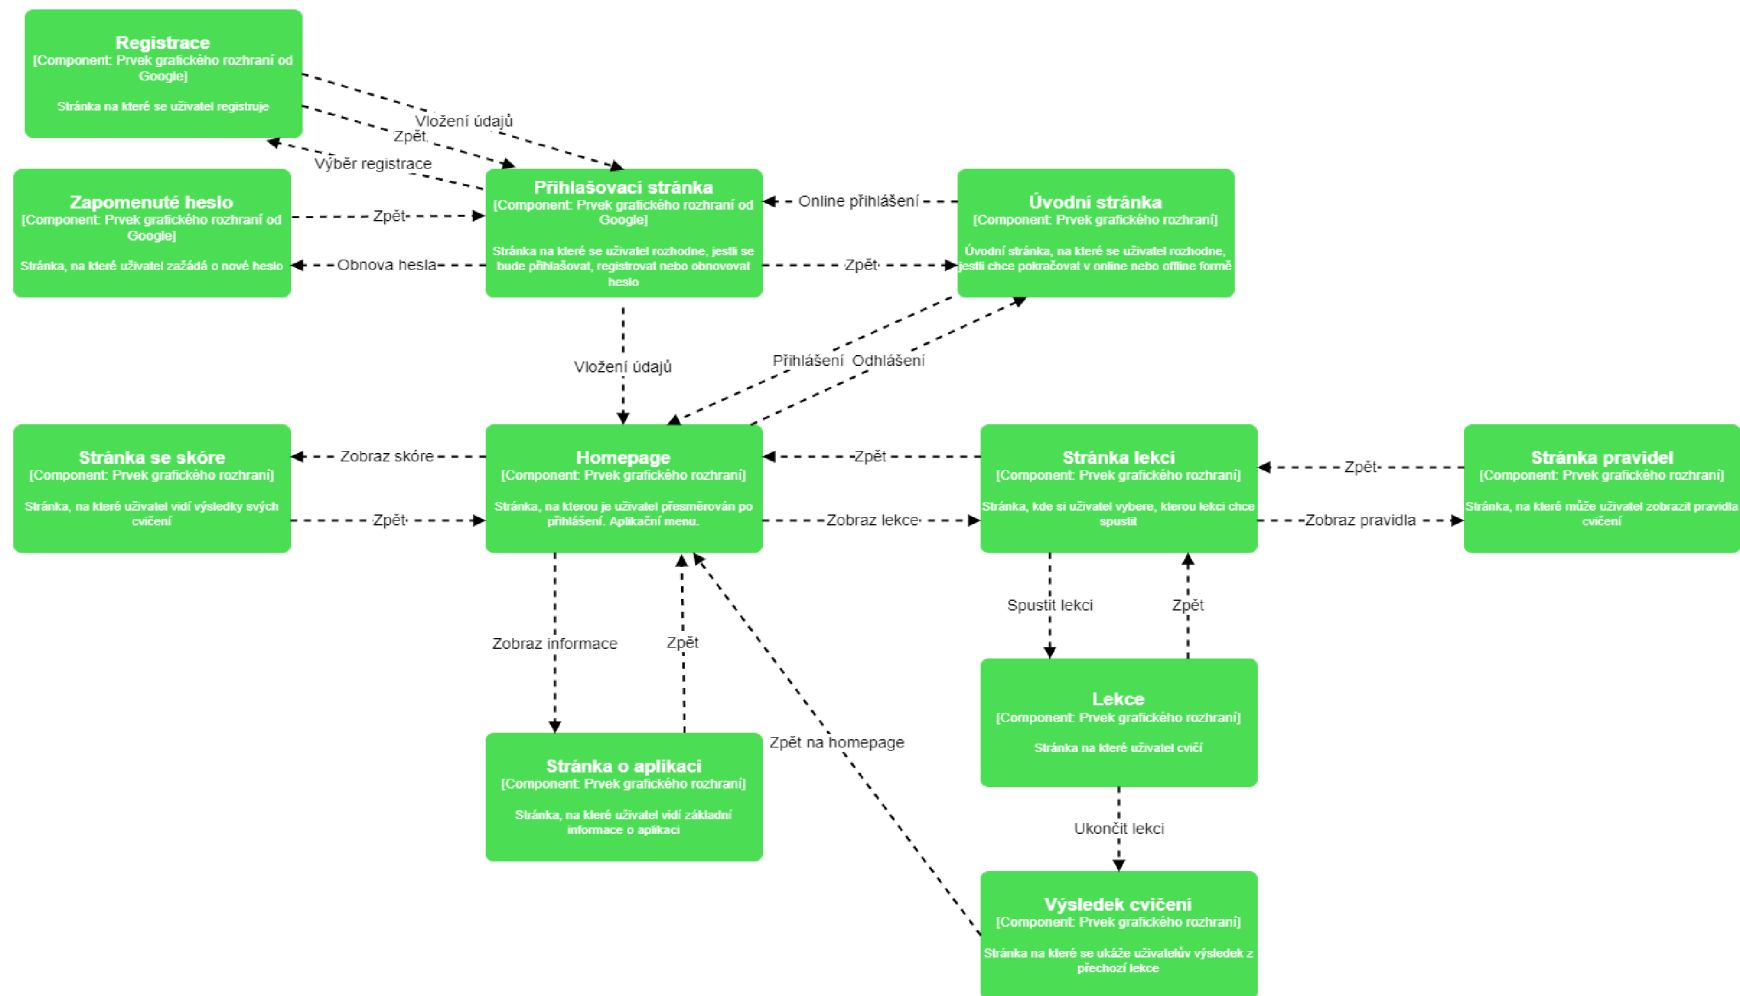 Registrace
[Component: Prvek grafického rozhraní od
Google]
Stránka na které se uživatel registruje
Vložení údajů
Zpět
Výběr registrace
Zapomenuté heslo
[Component: Prvek grafického rozhraní od
Google]
Stránka, na které uživatel zažádá o nové heslo
Zpět
Obnova hesla
Přihlašovací stránka
[Component: Prvek grafického rozhraní od
Google]
Stránka na které se uživatel rozhodne, jestli se
bude přihlašovat, registrovat nebo obnovovat
heslo
Online přihlášení
Zpět
Úvodní stránka
[Component: Prvek grafického rozhraní]
Úvodní stránka, na které se uživatel rozhodne,
jestli chce pokračovat v online nebo offline formě
Vložení údajů
Přihlášení
Odhlášení
Stránka se skóre
[Component: Prvek grafického rozhraní]
Stránka, na které uživatel vidí výsledky svých
cvičení
Zobraz skóre
Zpět
Homepage
[Component: Prvek grafického rozhraní]
Stránka, na kterou je uživatel přesměrován po
přihlášení. Aplikační menu.
Zpět
Zobraz lekce
Stránka lekcí
[Component: Prvek grafického rozhraní]
Stránka, kde si uživatel vybere, kterou lekci chce
spustit
Zpět
Zobraz pravidla
Stránka pravidel
[Component: Prvek grafického rozhraní]
Stránka, na které může uživatel zobrazit pravidla
cvičení
Zobraz informace
Zpět
Spustit lekci
Zpět
Zpět na homepage
Lekce
[Component: Prvek grafického rozhraní]
Stránka na které uživatel cvičí
Stránka o aplikaci
[Component: Prvek grafického rozhraní]
Stránka, na které uživatel vidí základní
informace o aplikaci
Ukončit lekci
Výsledek cvičení
[Component: Prvek grafického rozhraní]
Stránka na které se ukáže uživatelův výsledek z
přechozí lekce